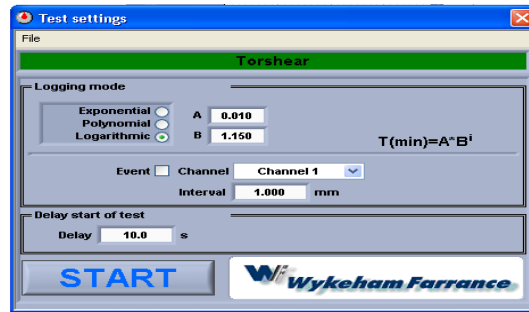 Test settings
File
Torshear
Logging mode
Exponential
Polynomial
Logarithmic
A 0.010
B 1.150
T(min)=A*Bⁱ
Event Channel Channel 1
Interval 1.000 mm
Delay start of test
Delay 10.0 s
START
Wykeham Farrance